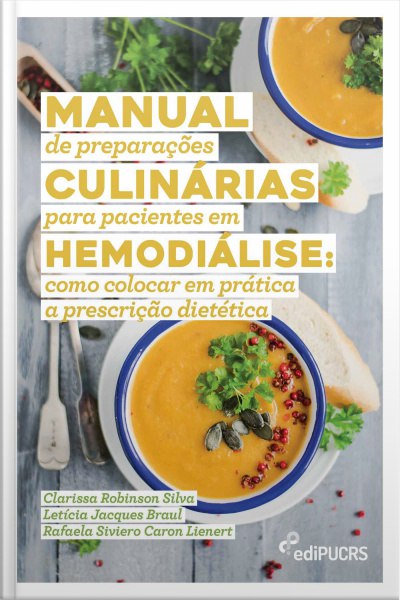 MANUAL
de preparações
CULINÁRIAS
para pacientes em
HEMODIÁLISE:
como colocar em prática
a prescrição dietética
Clarissa Robinson Silva
Letícia Jacques Braul
Rafaela Siviero Caron Lienert
ediPUCRS